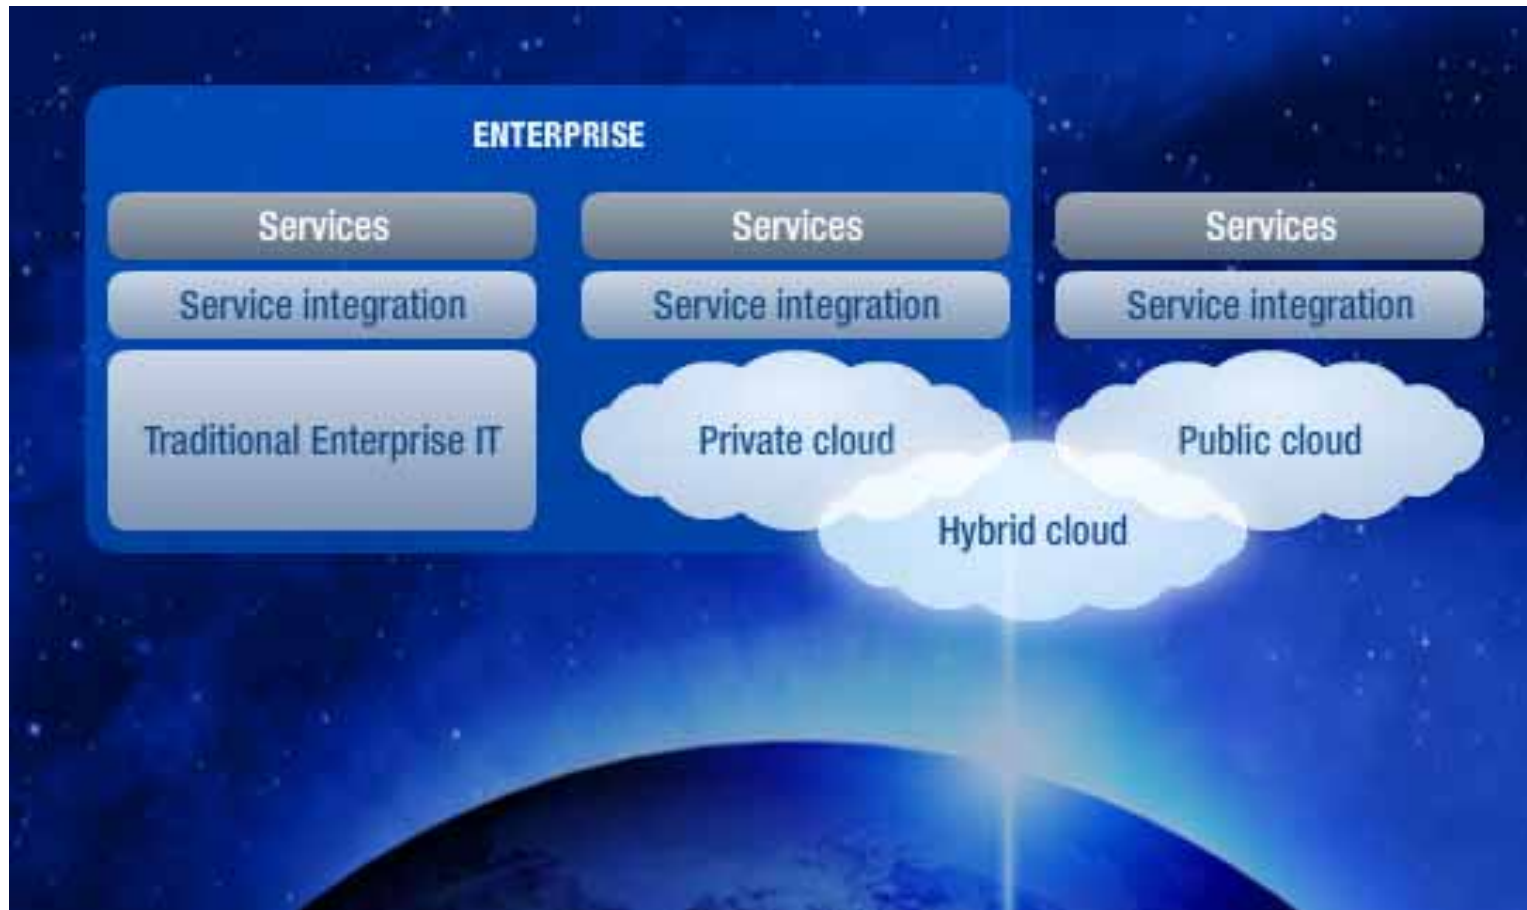 ENTERPRISE
Services
Services
Services
Service integration
Service integration
Service integration
Traditional Enterprise IT
Private cloud
Public cloud
Hybrid cloud